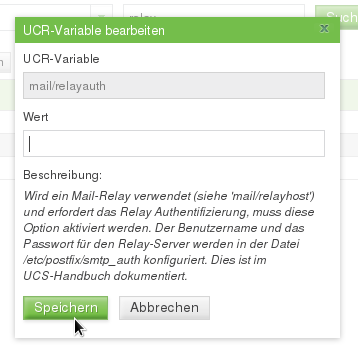 relay
Such
UCR-Variable bearbeiten
x
UCR-Variable
mail/relayauth
Wert
Beschreibung:
Wird ein Mail-Relay verwendet (siehe 'mail/relayhost')
und erfordert das Relay Authentifizierung, muss diese
Option aktiviert werden. Der Benutzername und das
Passwort für den Relay-Server werden in der Datei
/etc/postfix/smtp_auth konfiguriert. Dies ist im
UCS-Handbuch dokumentiert.
Speichern
Abbrechen